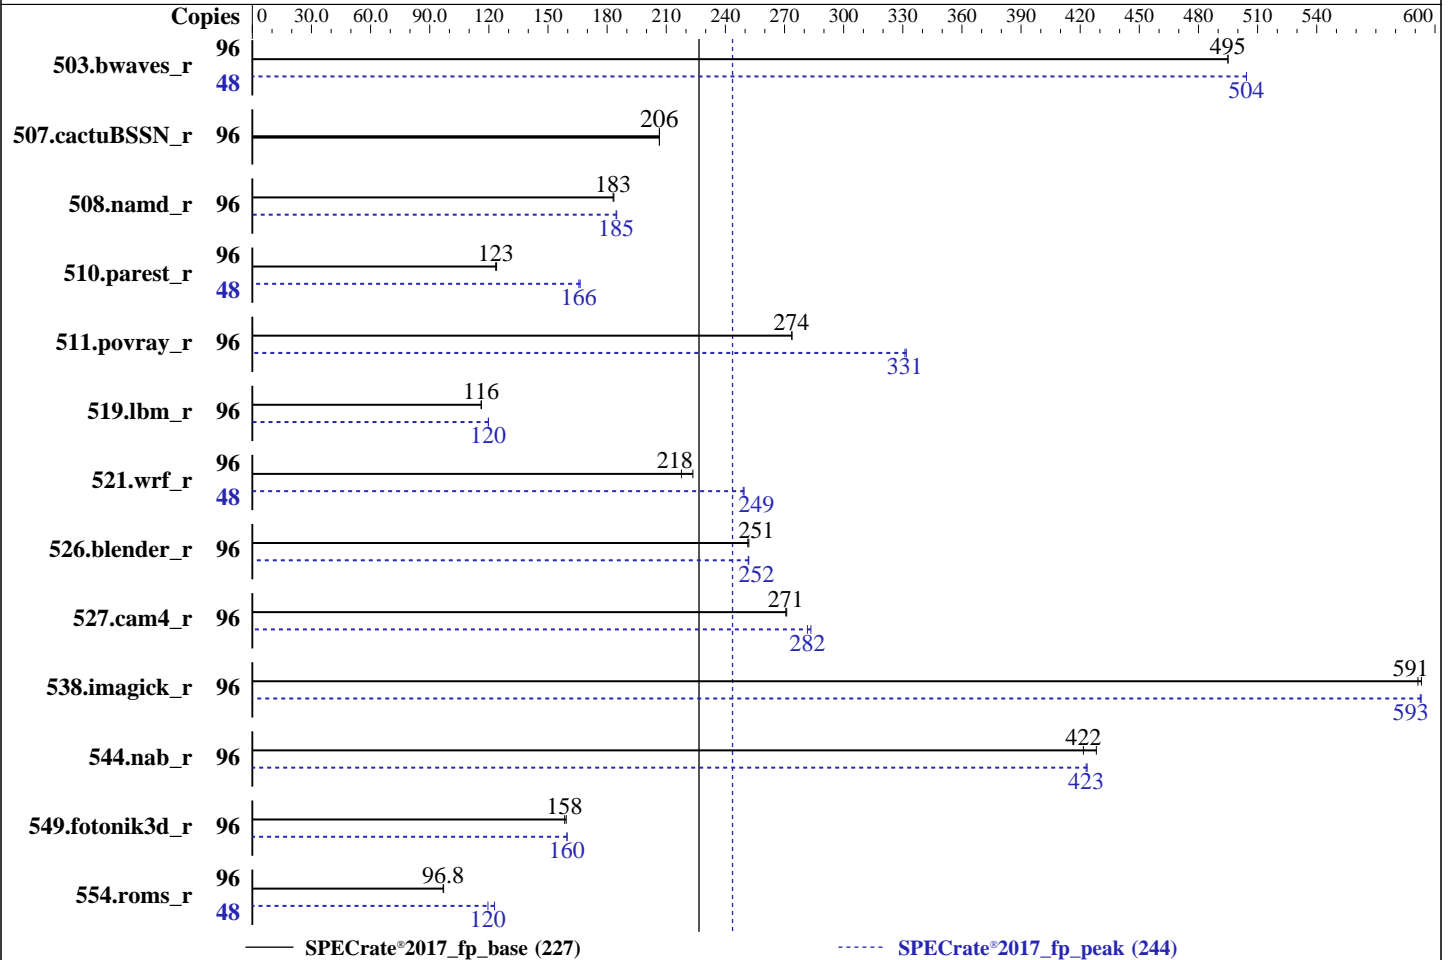 Copies 0 30.0 60.0 90.0 120 150 180 210 240 270 300 330 360 390 420 450 480 510 540 600
503.bwaves_r 96 495
48 504
507.cactuBSSN_r 96 206
508.namd_r 96 183
185
510.parest_r 96 123
48 166
511.povray_r 96 274
331
519.lbm_r 96 116
120
521.wrf_r 96 218
48 249
526.blender_r 96 251
252
527.cam4_r 96 271
282
538.imagick_r 96 591
593
544.nab_r 96 422
423
549.fotonik3d_r 96 158
160
554.roms_r 96 96.8
48 120
SPECrate®2017_fp_base (227) SPECrate®2017_fp_peak (244)